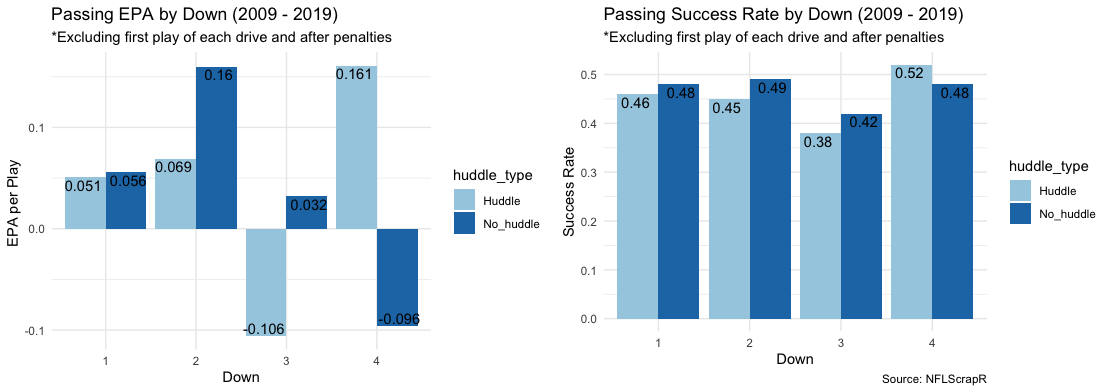 Passing EPA by Down (2009 - 2019)
*Excluding first play of each drive and after penalties
EPA per Play
0.1
0.0
-0.1
0.051
0.056
0.069
0.16
-0.106
0.032
0.161
-0.096
1
2
3
4
Down
huddle_type
Huddle
No_huddle
Passing Success Rate by Down (2009 - 2019)
*Excluding first play of each drive and after penalties
Success Rate
0.5
0.4
0.3
0.2
0.1
0.0
0.46
0.48
0.45
0.49
0.38
0.42
0.52
0.48
1
2
3
4
Down
huddle_type
Huddle
No_huddle
Source: NFLScrapR